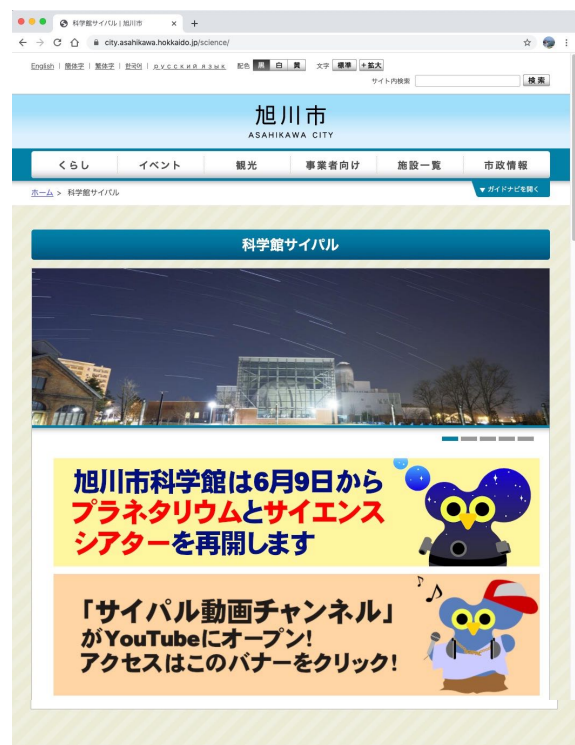 科学館サイパル | 旭川市
city.asahikawa.hokkaido.jp/science/
English | 簡体字 | 繁体字 | 한국어 | русский язык 配色 黒 白 黄 文字 標準 +拡大
サイト内検索 検索
旭川市
ASAHIKAWA CITY
くらし イベント 観光 事業者向け 施設一覧 市政情報
ホーム > 科学館サイパル ▼ガイドナビを開く
科学館サイパル
旭川市科学館は6月9日から
プラネタリウムとサイエンス
シアターを再開します
「サイパル動画チャンネル」
がYouTubeにオープン!
アクセスはこのバナーをクリック!